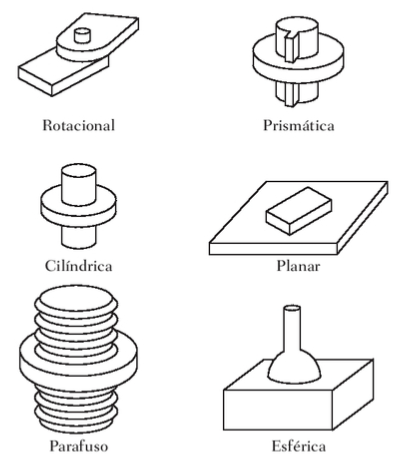 Rotacional
Prismática
Cilíndrica
Planar
Parafuso
Esférica